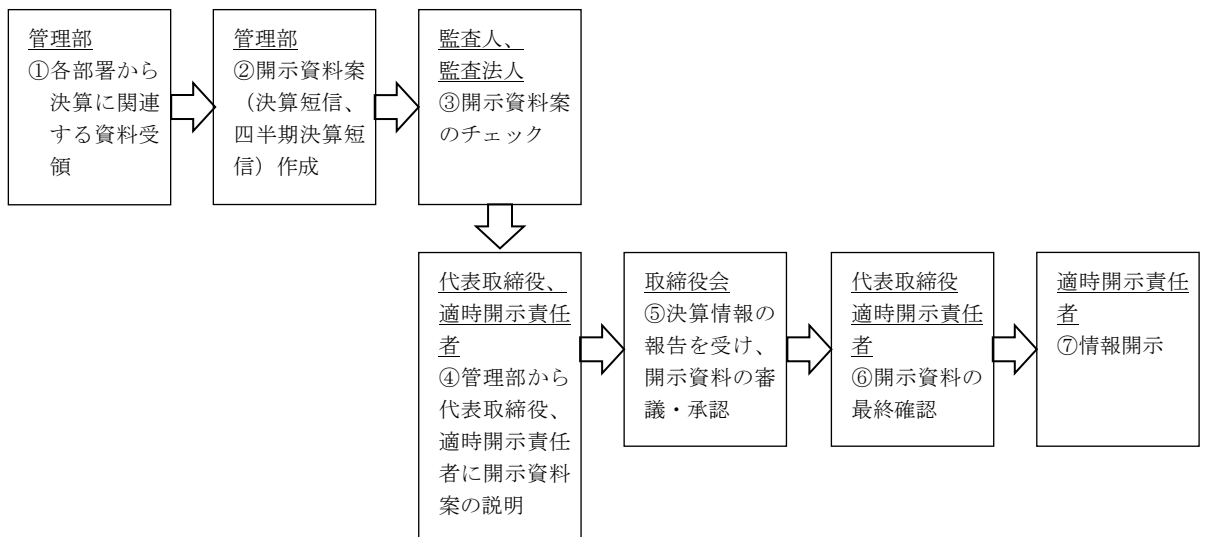 管理部
①各部署から
決算に関連
する資料受
領
管理部
②開示資料案
（決算短信、
四半期決算短
信）作成
監査人、
監査法人
③開示資料案
のチェック
代表取締役、
適時開示責任
者
④管理部から
代表取締役、
適時開示責任
者に開示資料
案の説明
取締役会
⑤決算情報の
報告を受け、
開示資料の審
議・承認
代表取締役
適時開示責任
者
⑥開示資料の
最終確認
適時開示責任
者
⑦情報開示